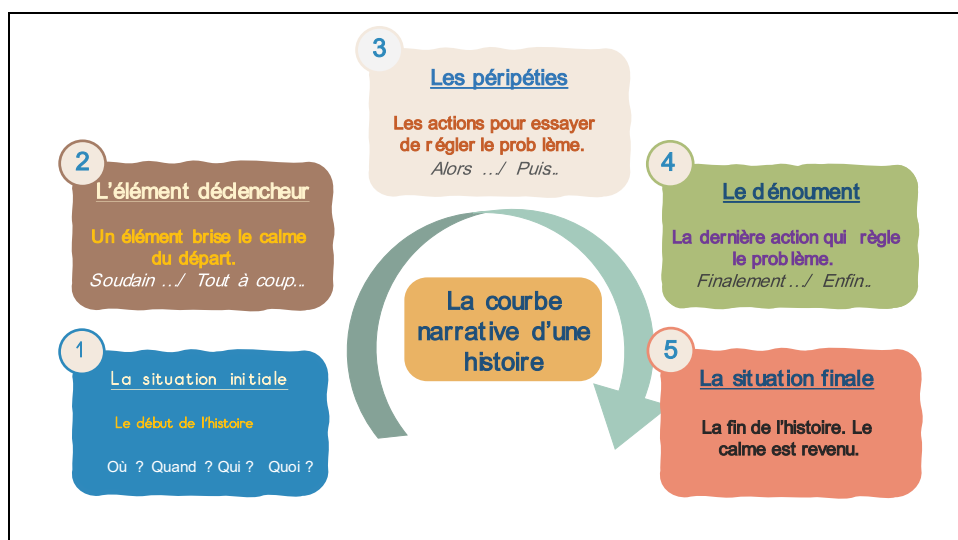 1
La situation initiale
Le début de l'histoire
Où ? Quand ? Qui ? Quoi ?
2
L'élément déclencheur
Un élément brise le calme
du départ.
Soudain .../ Tout à coup...
3
Les péripéties
Les actions pour essayer
de régler le problème.
Alors .../ Puis..
4
Le dénoument
La dernière action qui règle
le problème.
Finalement .../ Enfin..
5
La situation finale
La fin de l'histoire. Le
calme est revenu.
La courbe
narrative d'une
histoire